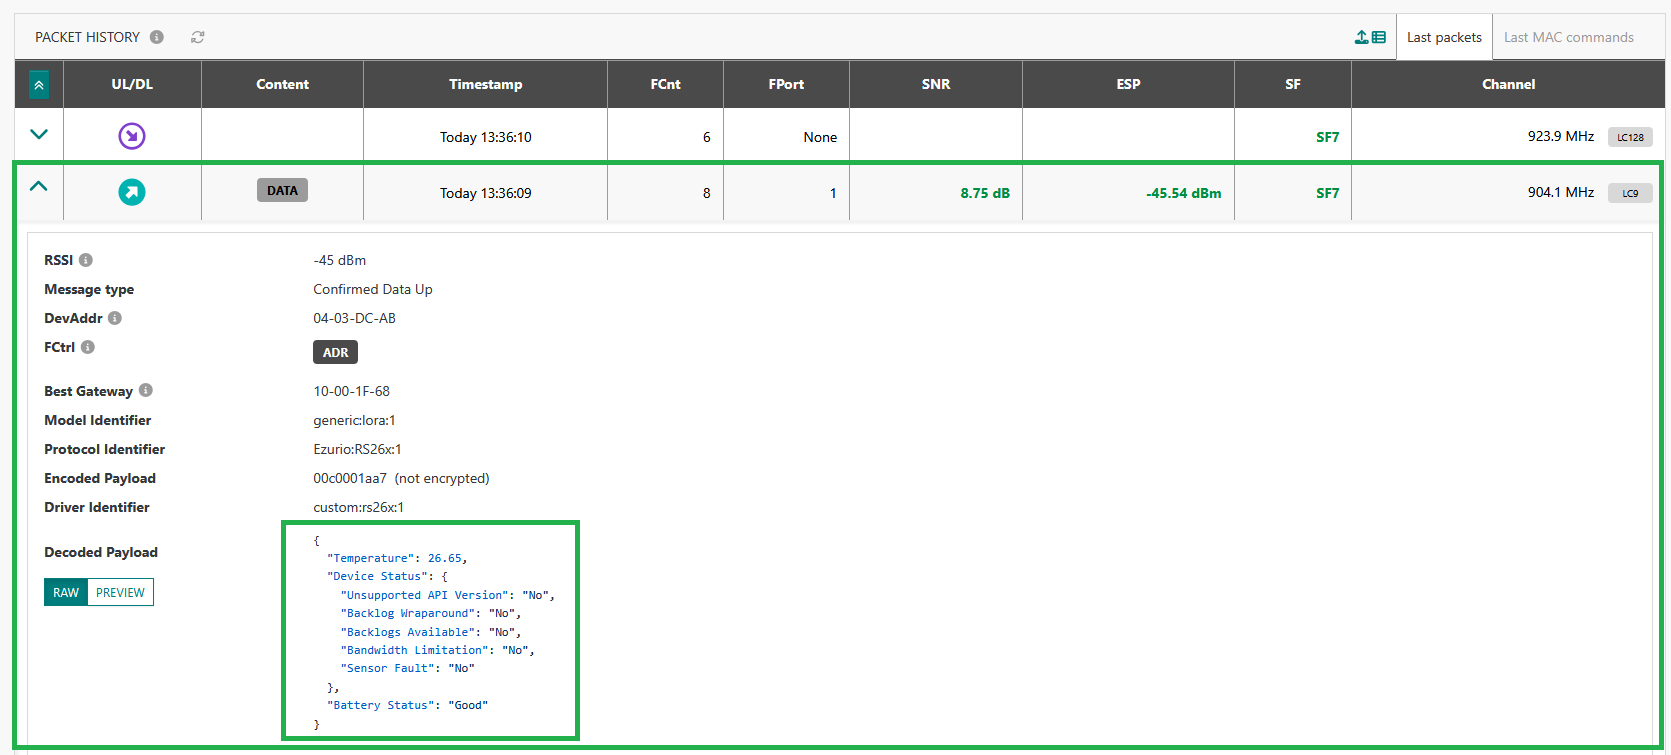 PACKET HISTORY Last packets Last MAC commands
UL/DL Content Timestamp FCnt FPort SNR ESP SF Channel
Today 13:36:10 6 None SF7 923.9 MHz LC128
DATA Today 13:36:09 8 1 8.75 dB -45.54 dBm SF7 904.1 MHz LC9
RSSI -45 dBm
Message type Confirmed Data Up
DevAddr 04-03-DC-AB
FCtrl ADR
Best Gateway 10-00-1F-68
Model Identifier generic:lora:1
Protocol Identifier Ezurio:RS26x:1
Encoded Payload 00c0001aa7 (not encrypted)
Driver Identifier custom:rs26x:1
Decoded Payload
RAW PREVIEW
{
"Temperature": 26.65,
"Device Status": {
"Unsupported API Version": "No",
"Backlog Wraparound": "No",
"Backlogs Available": "No",
"Bandwidth Limitation": "No",
"Sensor Fault": "No"
},
"Battery Status": "Good"
}